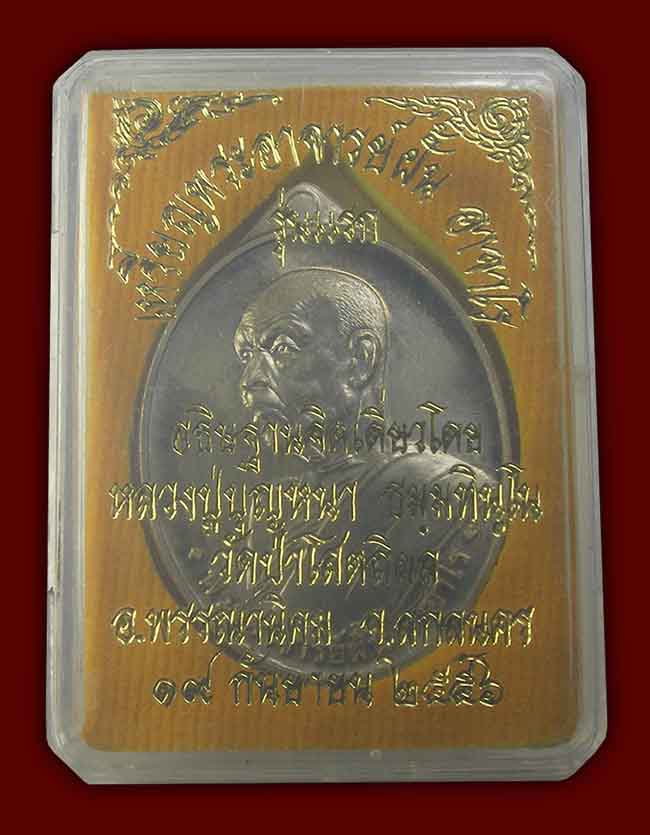 เหรียญพระอาจารย์ฝั้น อาจาโร
รุ่นแรก
อธิษฐานจิตเดี่ยวโดย
หลวงปู่บุญหนา ธมฺมทินฺโน
วัดป่าโสตถิผล
อ.พรรณานิคม จ.สกลนคร
๑๙ กันยายน ๒๕๕๖